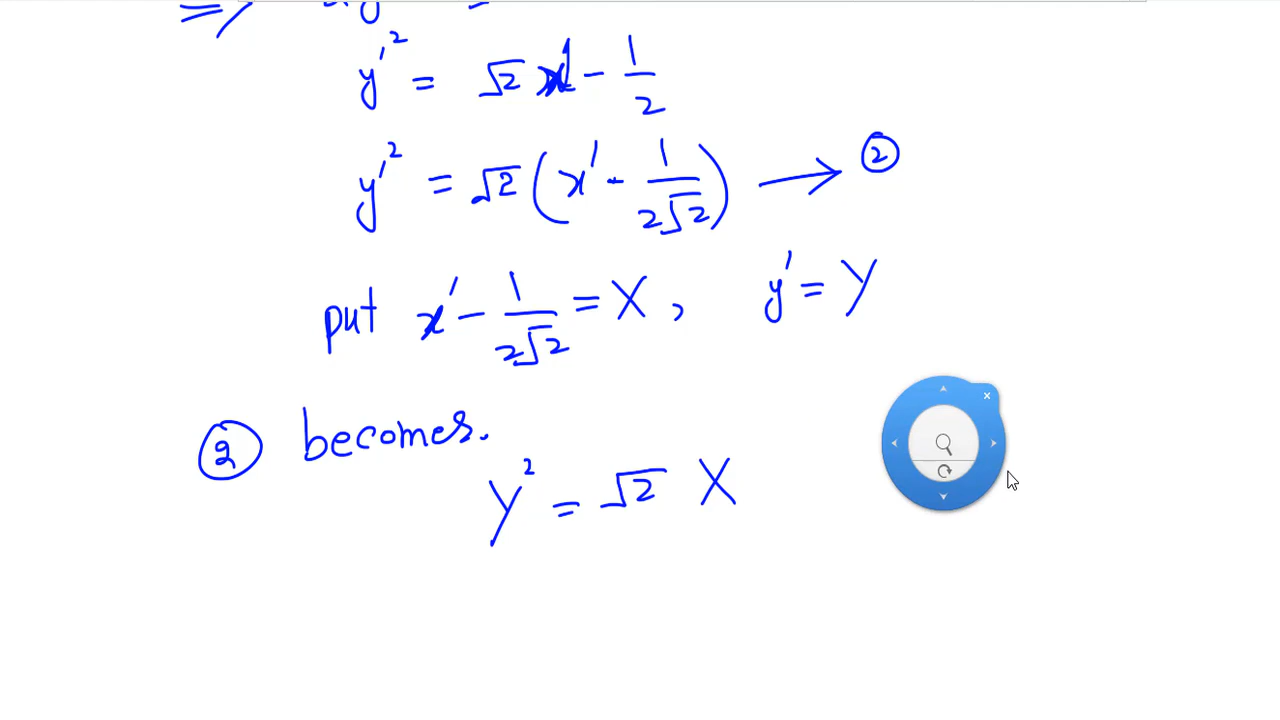 y'² = √2 x' - 1/2
y'² = √2 (x' - 1/2√2) → ②
put x' - 1/2√2 = X, y' = Y
② becomes.
Y² = √2 X